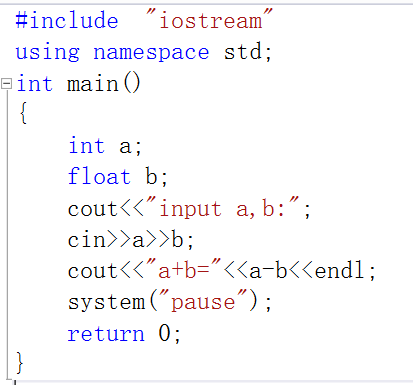 #include  "iostream"
using namespace std;
int main()
{
    int a;
    float b;
    cout<<"input a,b:";
    cin>>a>>b;
    cout<<"a+b="<<a-b<<endl;
    system("pause");
    return 0;
}